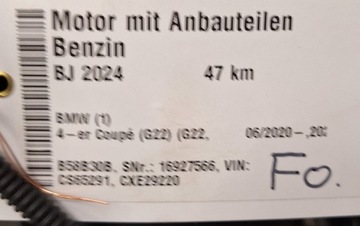 Motor mit Anbauteilen
Benzin
BJ 2024 47 km
BMW (1)
4-er Coupé (G22) (G22, 06/2020-,202
B58B30B, SNr.: 16927566, VIN:
CS65291, CXE29220
Fo.